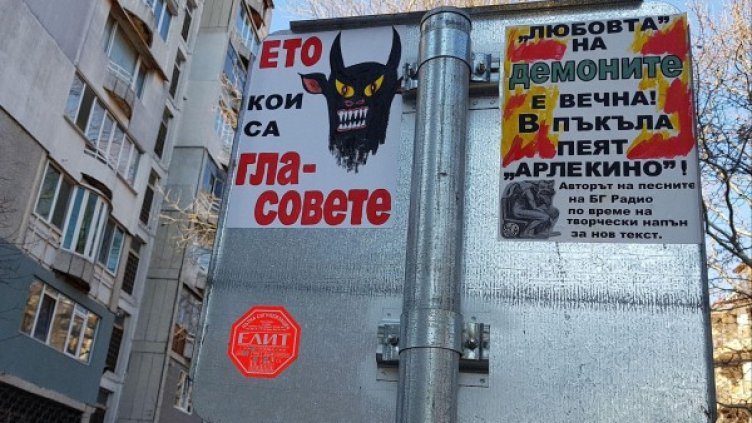 ЕТО
КОИ
СА
ГЛА-
СОВЕТЕ
„ЛЮБОВТА”
НА
ДЕМОНИТЕ
Е ВЕЧНА!
В ПЪКЪЛА
ПЕЯТ
„АРЛЕКИНО”!
Авторът на песните
на БГ Радио
по време на
творчески напън
за нов текст.
ЕЛИТ